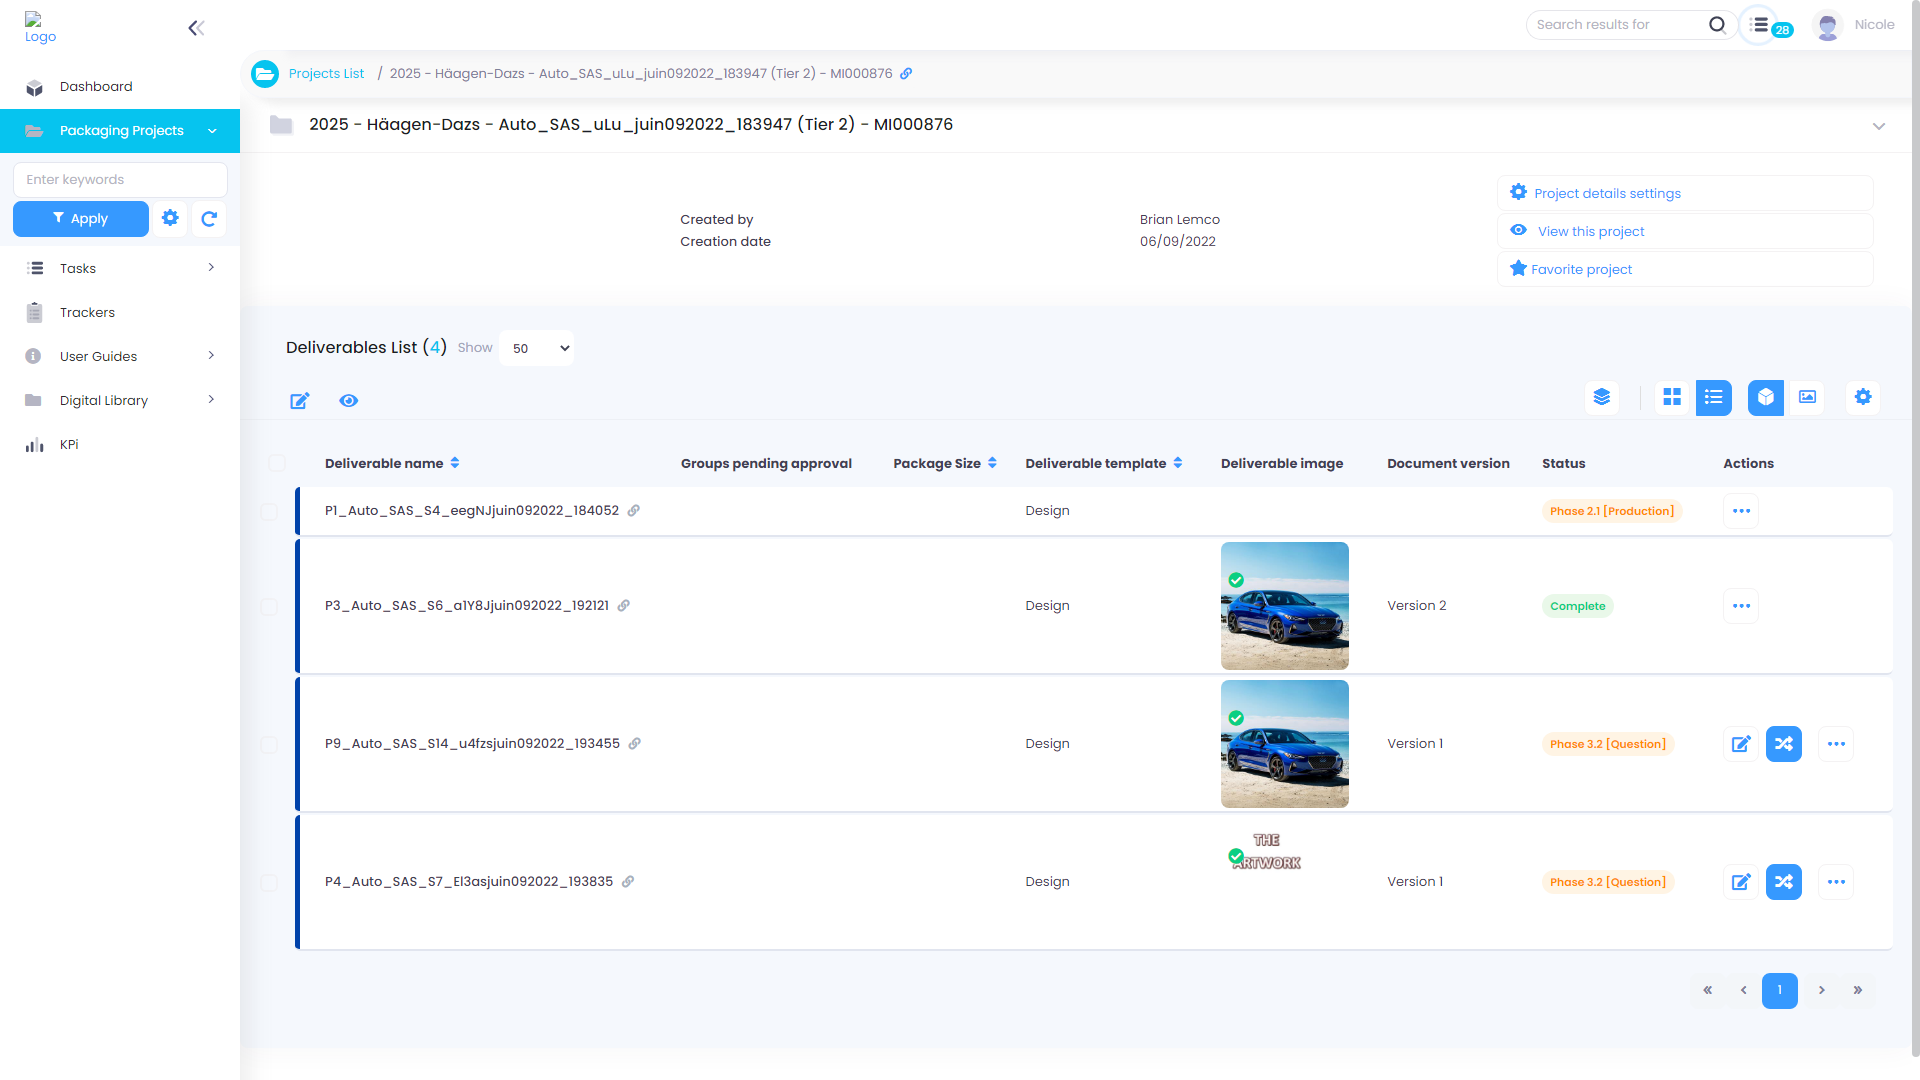 Logo
Search results for
28
Nicole
Dashboard
Packaging Projects
Enter keywords
Apply
Tasks
Trackers
User Guides
Digital Library
KPi
Projects List / 2025 - Häagen-Dazs - Auto_SAS_uLu_juin092022_183947 (Tier 2) - MI000876
2025 - Häagen-Dazs - Auto_SAS_uLu_juin092022_183947 (Tier 2) - MI000876
Created by Brian Lemco
Creation date 06/09/2022
Project details settings
View this project
Favorite project
Deliverables List (4) Show 50
Deliverable name Groups pending approval Package Size Deliverable template Deliverable image Document version Status Actions
P1_Auto_SAS_S4_eegNJjuin092022_184052 Design Phase 2.1 [Production]
P3_Auto_SAS_S6_a1Y8Jjuin092022_192121 Design Version 2 Complete
P9_Auto_SAS_S14_u4fzsjuin092022_193455 Design Version 1 Phase 3.2 [Question]
THE
ARTWORK
P4_Auto_SAS_S7_El3asjuin092022_193835 Design Version 1 Phase 3.2 [Question]
« ‹ 1 › »